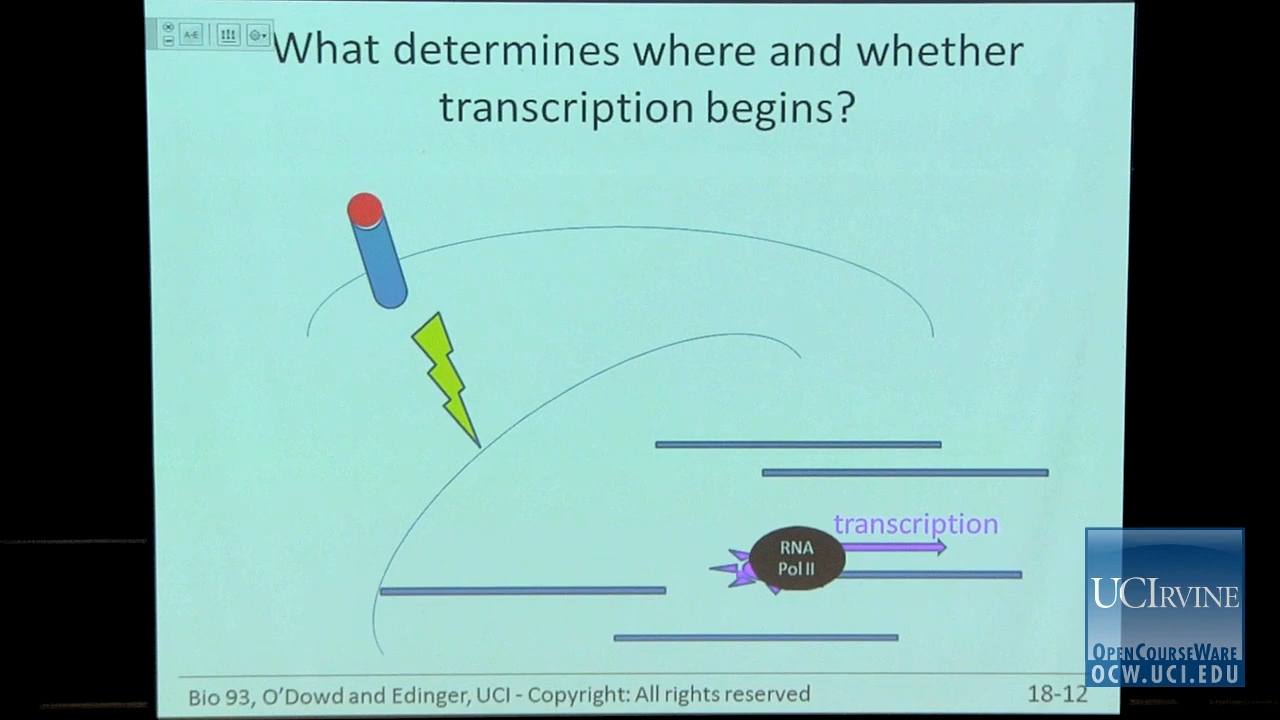 A-E
What determines where and whether
transcription begins?
transcription
RNA
Pol II
UCIRVINE
OPENCOURSEWARE
OCW.UCI.EDU
Bio 93, O'Dowd and Edinger, UCI - Copyright: All rights reserved
18-12